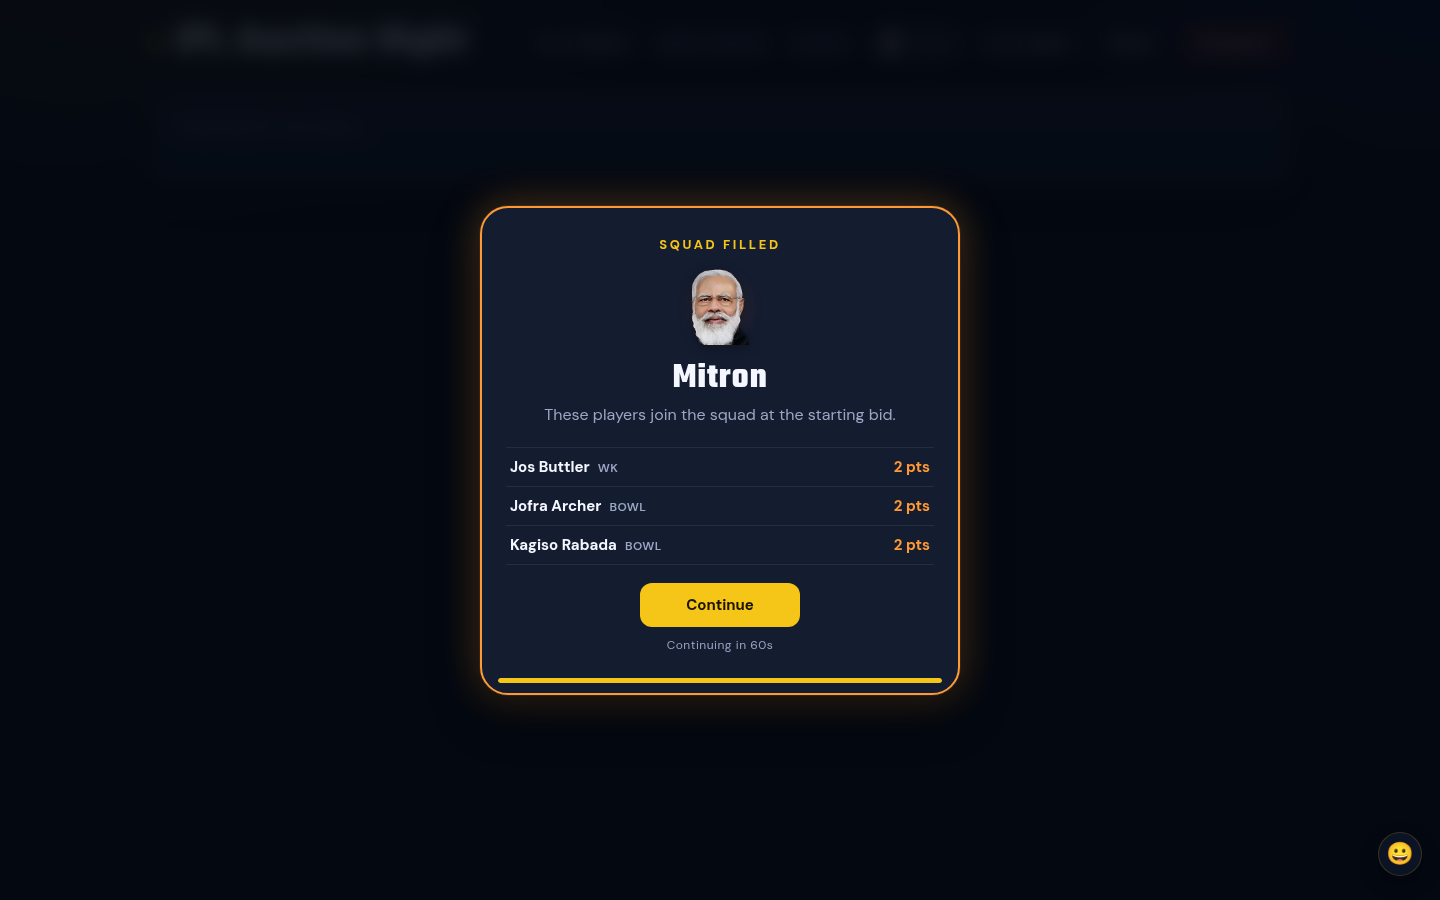 SQUAD FILLED
Mitron
These players join the squad at the starting bid.
Jos Buttler WK 2 pts
Jofra Archer BOWL 2 pts
Kagiso Rabada BOWL 2 pts
Continue
Continuing in 60s